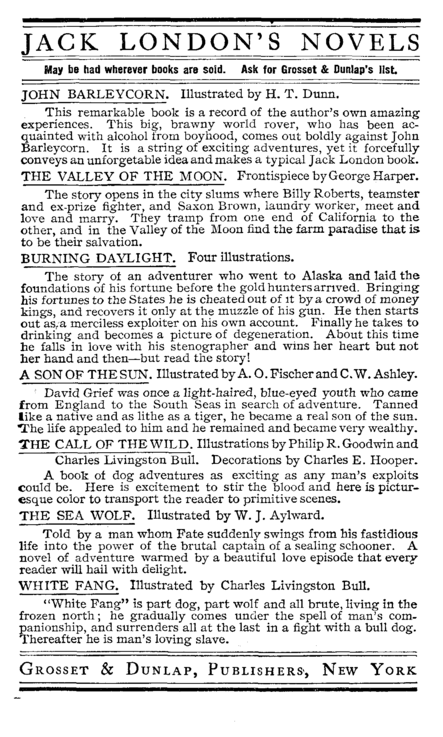 JACK LONDON'S NOVELS
May be had wherever books are sold. Ask for Grosset & Dunlap's list.
JOHN BARLEYCORN. Illustrated by H. T. Dunn.
This remarkable book is a record of the author's own amazing
experiences. This big, brawny world rover, who has been ac-
quainted with alcohol from boyhood, comes out boldly against John
Barleycorn. It is a string of exciting adventures, yet it forcefully
conveys an unforgetable idea and makes a typical Jack London book.
THE VALLEY OF THE MOON. Frontispiece by George Harper.
The story opens in the city slums where Billy Roberts, teamster
and ex-prize fighter, and Saxon Brown, laundry worker, meet and
love and marry. They tramp from one end of California to the
other, and in the Valley of the Moon find the farm paradise that is
to be their salvation.
BURNING DAYLIGHT. Four illustrations.
The story of an adventurer who went to Alaska and laid the
foundations of his fortune before the gold hunters arrived. Bringing
his fortunes to the States he is cheated out of it by a crowd of money
kings, and recovers it only at the muzzle of his gun. He then starts
out as a merciless exploiter on his own account. Finally he takes to
drinking and becomes a picture of degeneration. About this time
he falls in love with his stenographer and wins her heart but not
her hand and then—but read the story!
A SON OF THE SUN. Illustrated by A. O. Fischer and C. W. Ashley.
David Grief was once a light-haired, blue-eyed youth who came
from England to the South Seas in search of adventure. Tanned
like a native and as lithe as a tiger, he became a real son of the sun.
The life appealed to him and he remained and became very wealthy.
THE CALL OF THE WILD. Illustrations by Philip R. Goodwin and
Charles Livingston Bull. Decorations by Charles E. Hooper.
A book of dog adventures as exciting as any man's exploits
could be. Here is excitement to stir the blood and here is pictur-
esque color to transport the reader to primitive scenes.
THE SEA WOLF. Illustrated by W. J. Aylward.
Told by a man whom Fate suddenly swings from his fastidious
life into the power of the brutal captain of a sealing schooner. A
novel of adventure warmed by a beautiful love episode that every
reader will hail with delight.
WHITE FANG. Illustrated by Charles Livingston Bull.
"White Fang" is part dog, part wolf and all brute, living in the
frozen north; he gradually comes under the spell of man's com-
panionship, and surrenders all at the last in a fight with a bull dog.
Thereafter he is man's loving slave.
GROSSET & DUNLAP, PUBLISHERS, NEW YORK